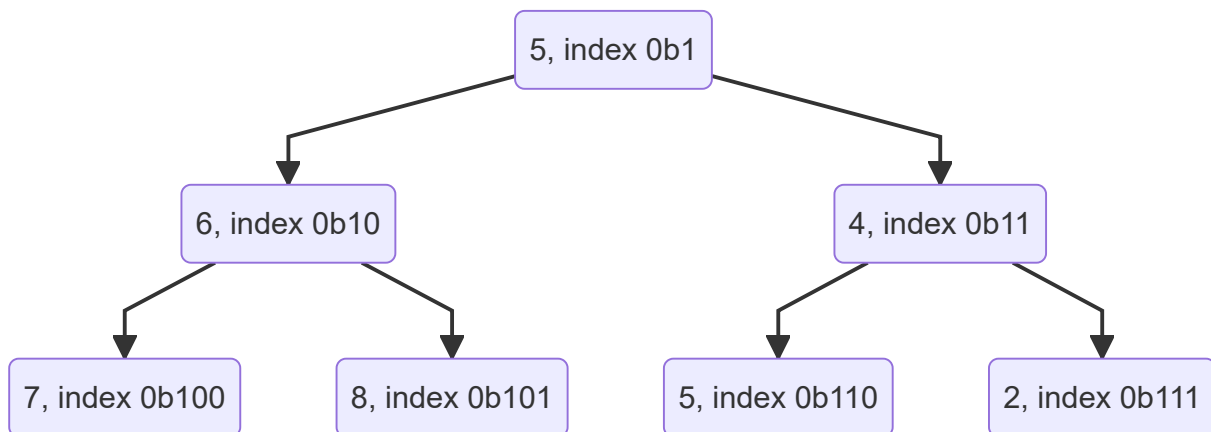 5, index 0b1
6, index 0b10
4, index 0b11
7, index 0b100
8, index 0b101
5, index 0b110
2, index 0b111